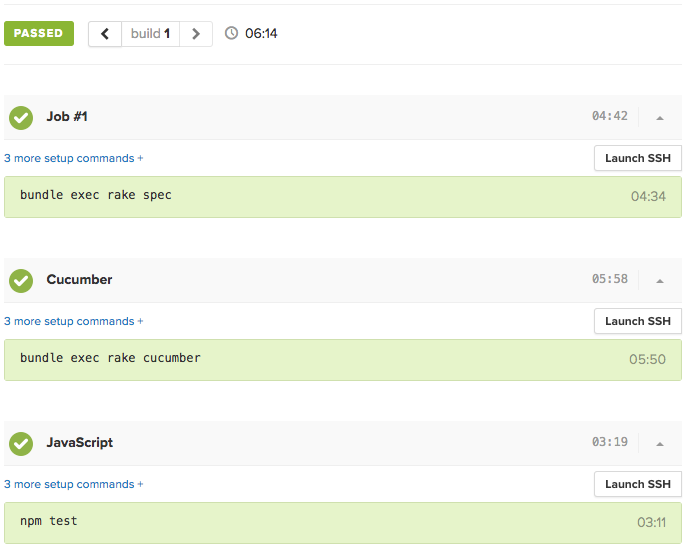 PASSED build 1 06:14
Job #1 04:42
3 more setup commands + Launch SSH
bundle exec rake spec 04:34
Cucumber 05:58
3 more setup commands + Launch SSH
bundle exec rake cucumber 05:50
JavaScript 03:19
3 more setup commands + Launch SSH
npm test 03:11